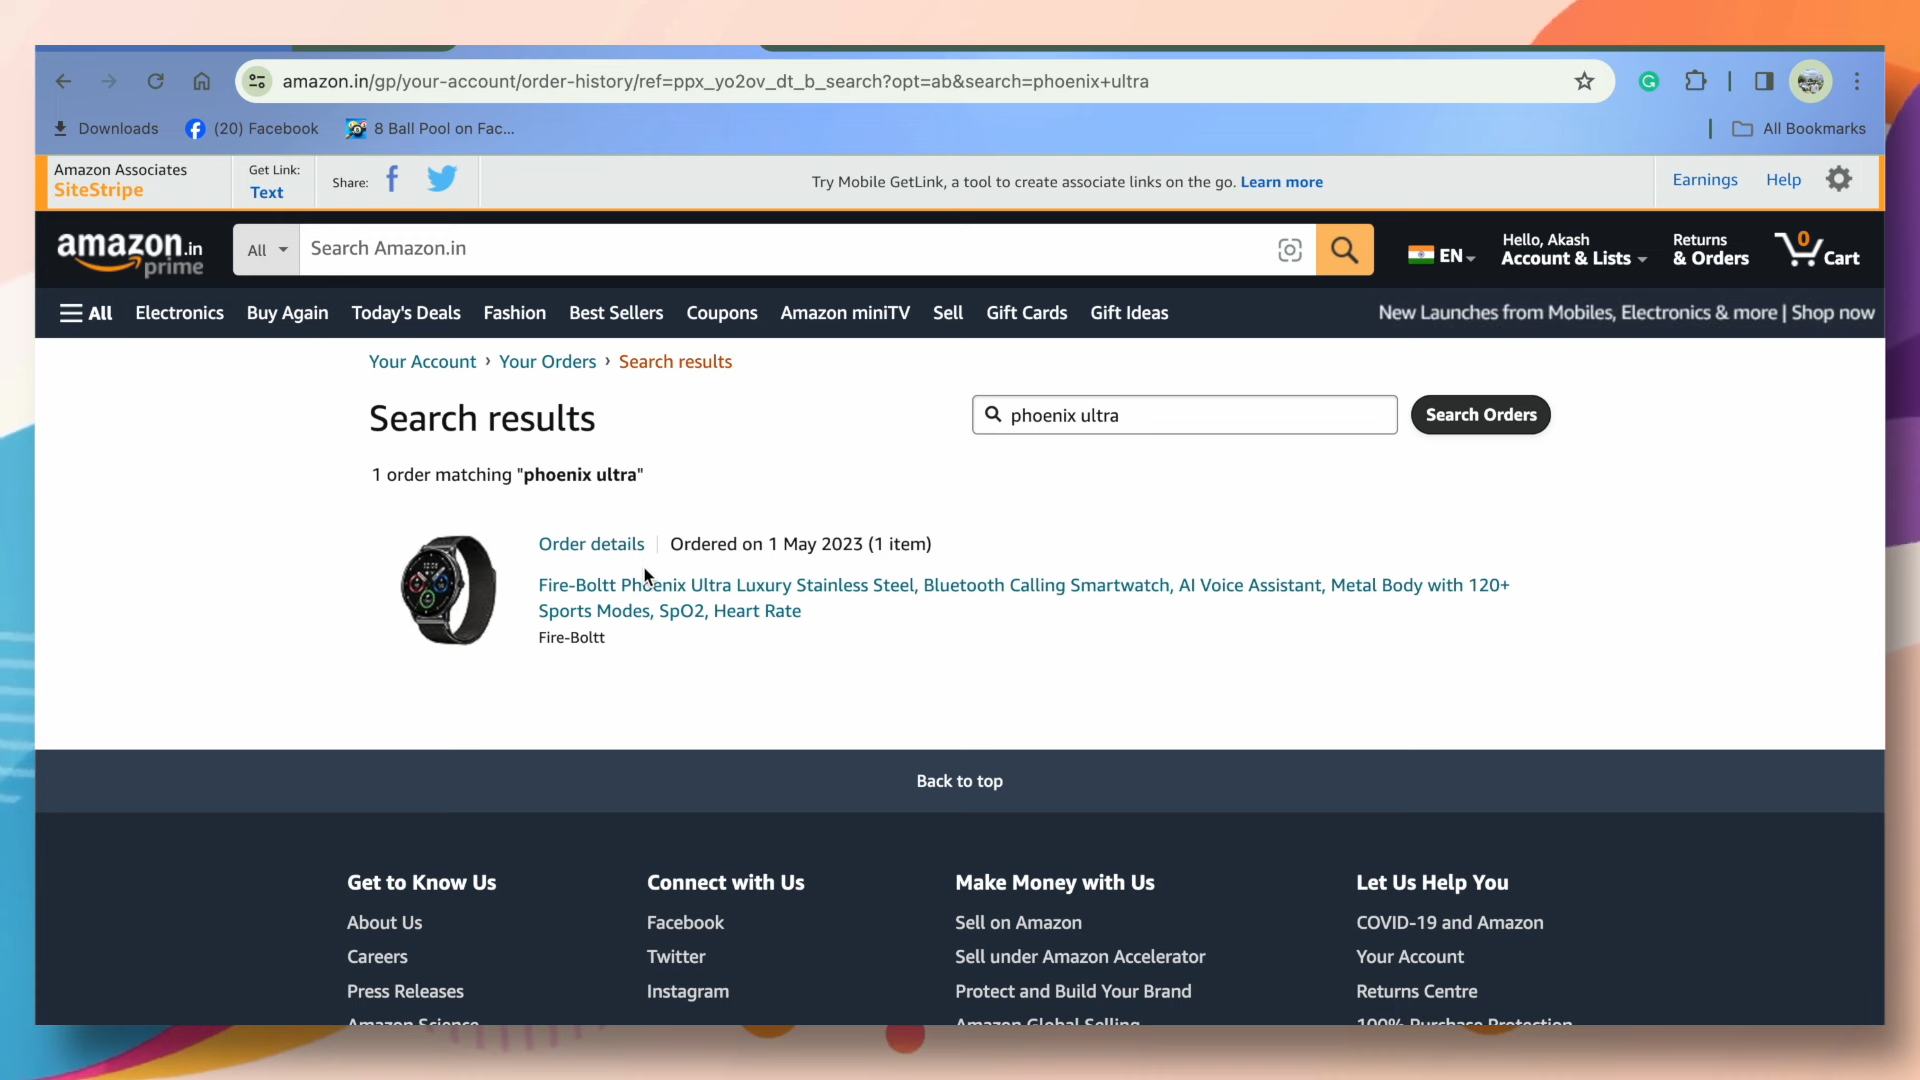 amazon.in/gp/your-account/order-history/ref=ppx_yo2ov_dt_b_search?opt=ab&search=phoenix+ultra
Downloads
(20) Facebook
8 Ball Pool on Fac...
All Bookmarks
Amazon Associates
SiteStripe
Get Link:
Text
Share:
Try Mobile GetLink, a tool to create associate links on the go. Learn more
Earnings
Help
amazon.in
prime
All
Search Amazon.in
EN
Hello, Akash
Account & Lists
Returns
& Orders
0
Cart
All
Electronics
Buy Again
Today's Deals
Fashion
Best Sellers
Coupons
Amazon miniTV
Sell
Gift Cards
Gift Ideas
New Launches from Mobiles, Electronics & more | Shop now
Your Account › Your Orders › Search results
Search results
phoenix ultra
Search Orders
1 order matching "phoenix ultra"
Order details
Ordered on 1 May 2023 (1 item)
Fire-Boltt Phoenix Ultra Luxury Stainless Steel, Bluetooth Calling Smartwatch, AI Voice Assistant, Metal Body with 120+
Sports Modes, SpO2, Heart Rate
Fire-Boltt
Back to top
Get to Know Us
About Us
Careers
Press Releases
Amazon Science
Connect with Us
Facebook
Twitter
Instagram
Make Money with Us
Sell on Amazon
Sell under Amazon Accelerator
Protect and Build Your Brand
Amazon Global Selling
Let Us Help You
COVID-19 and Amazon
Your Account
Returns Centre
100% Purchase Protection